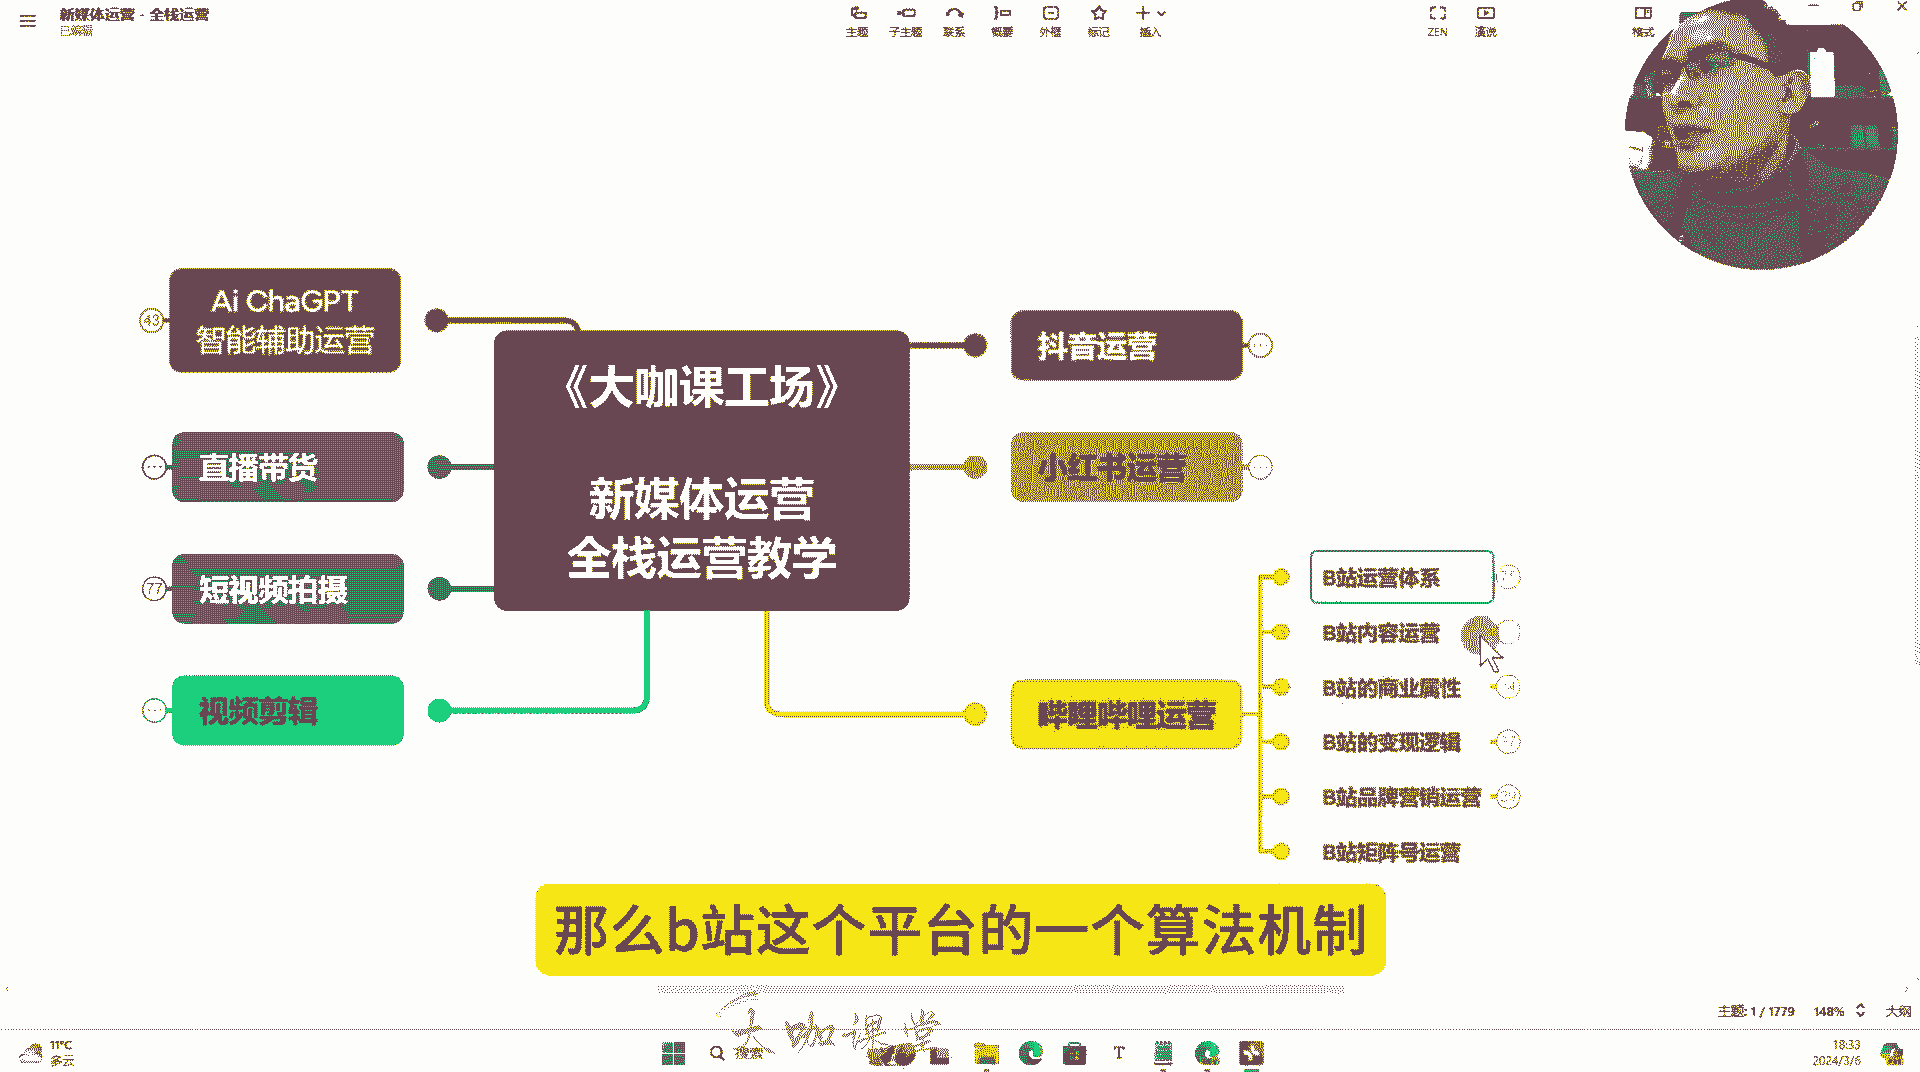 新媒体运营 - 全栈运营
已编辑
主题
子主题
联系
概要
外框
标记
插入
ZEN
演说
格式
43
Ai ChaGPT
智能辅助运营
直播带货
77
短视频拍摄
视频剪辑
《大咖课工场》
新媒体运营
全栈运营教学
抖音运营
小红书运营
哔哩哔哩运营
B站运营体系
B站内容运营
B站的商业属性
B站的变现逻辑
B站品牌营销运营
B站矩阵号运营
那么b站这个平台的一个算法机制
大咖课堂
主题: 1 / 1779
148%
大纲
11°C
多云
搜索
18:33
2024/3/6